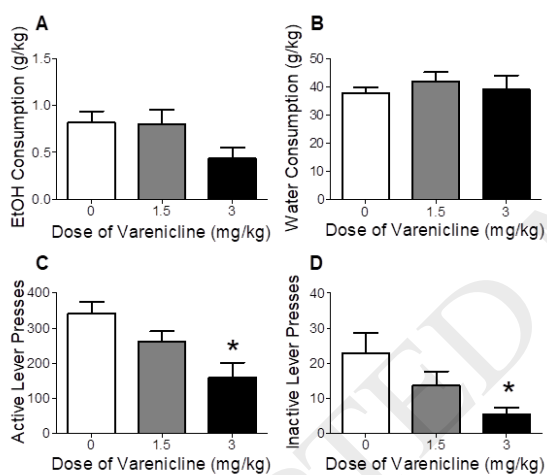 A
EtOH Consumption (g/kg)
1.5
1.0
0.5
0.0
0 1.5 3
Dose of Varenicline (mg/kg)
B
Water Consumption (g/kg)
50
40
30
20
10
0
0 1.5 3
Dose of Varenicline (mg/kg)
C
Active Lever Presses
400
300
200
100
0
*
0 1.5 3
Dose of Varenicline (mg/kg)
D
Inactive Lever Presses
40
30
20
10
0
*
0 1.5 3
Dose of Varenicline (mg/kg)